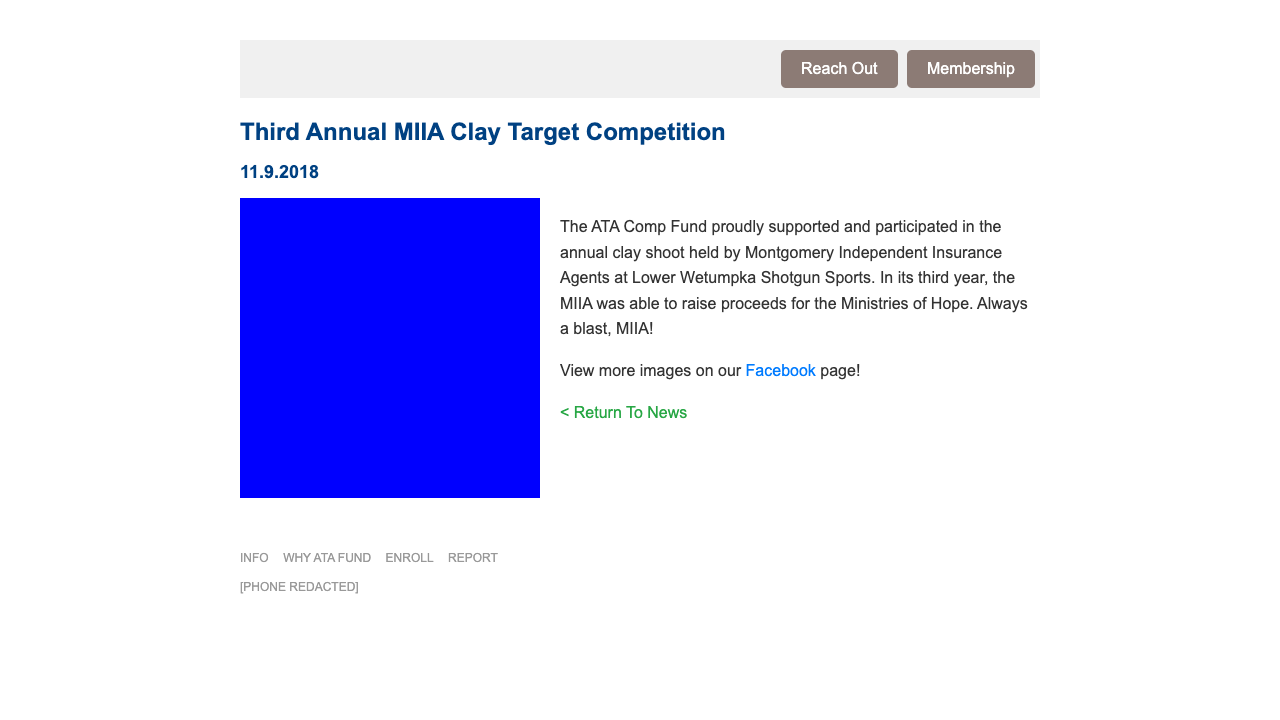 Reach Out Membership
Third Annual MIIA Clay Target Competition
11.9.2018
The ATA Comp Fund proudly supported and participated in the
annual clay shoot held by Montgomery Independent Insurance
Agents at Lower Wetumpka Shotgun Sports. In its third year, the
MIIA was able to raise proceeds for the Ministries of Hope. Always
a blast, MIIA!
View more images on our Facebook page!
< Return To News
INFO WHY ATA FUND ENROLL REPORT
[PHONE REDACTED]